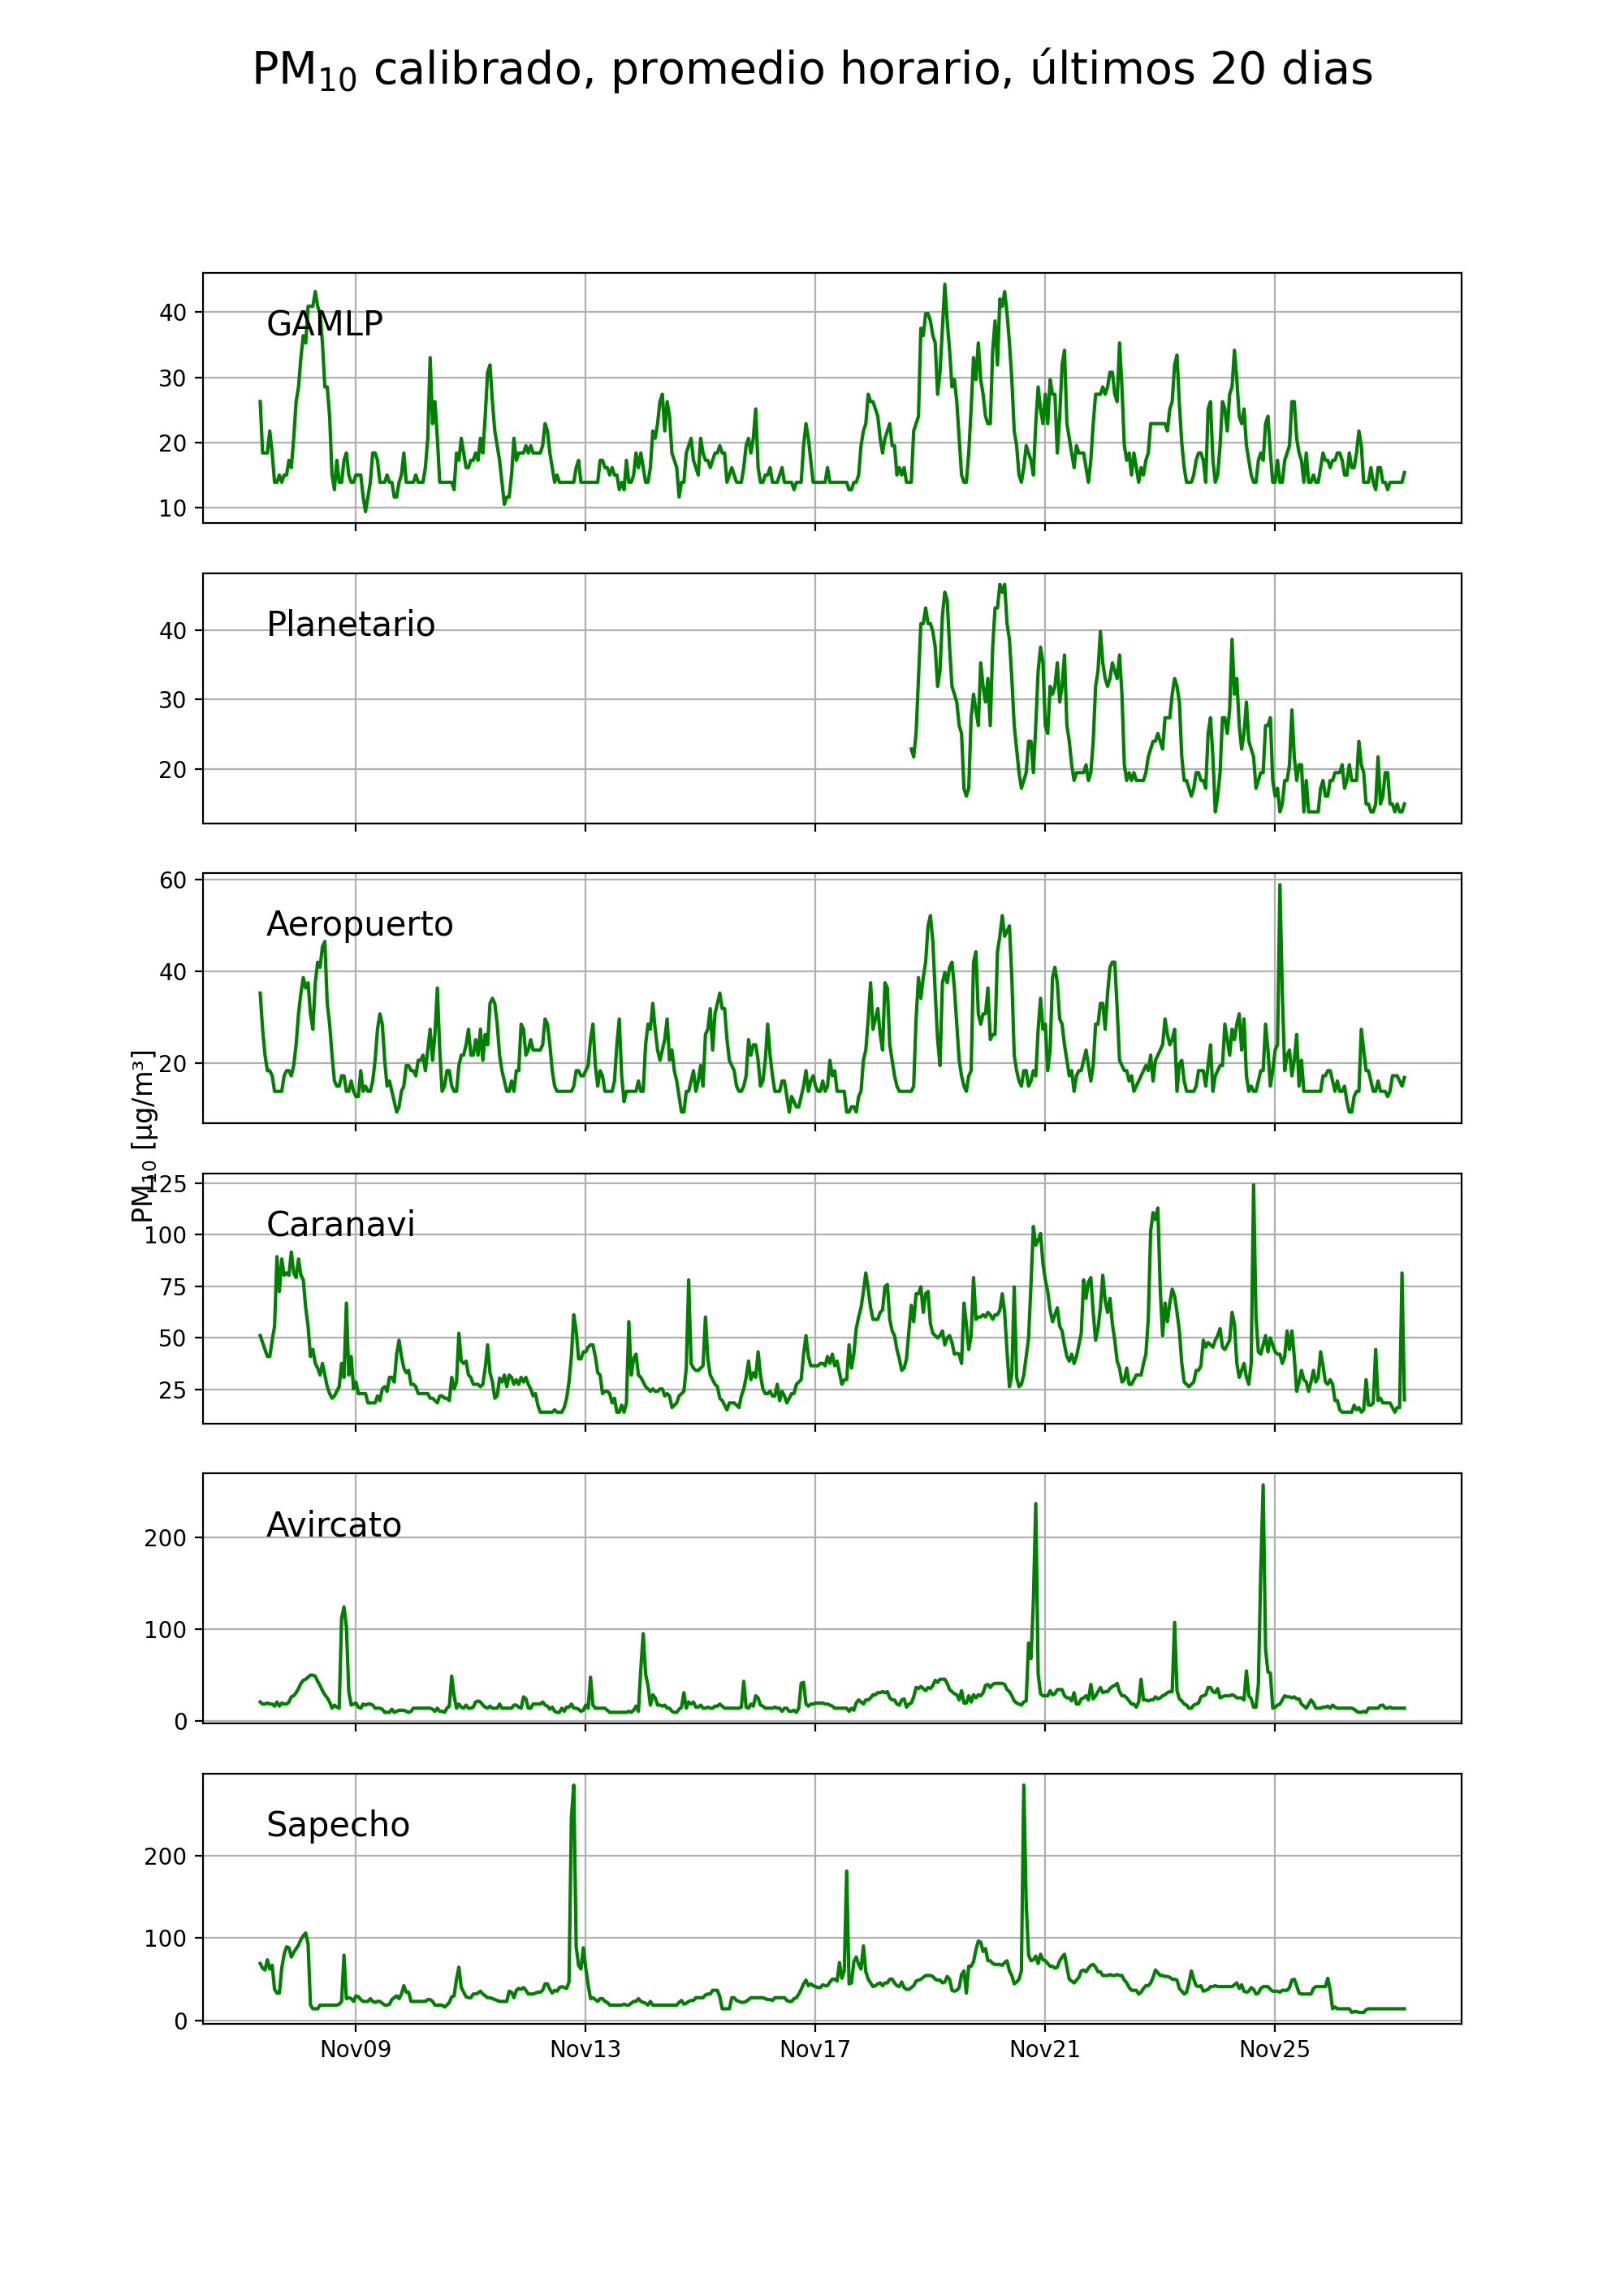 PM₁₀ calibrado, promedio horario, últimos 20 dias
GAMLP
40
30
20
10
Planetario
40
30
20
Aeropuerto
60
40
20
PM₁₀ [µg/m³]
Caranavi
125
100
75
50
25
Avircato
200
100
0
Sapecho
200
100
0
Nov09 Nov13 Nov17 Nov21 Nov25